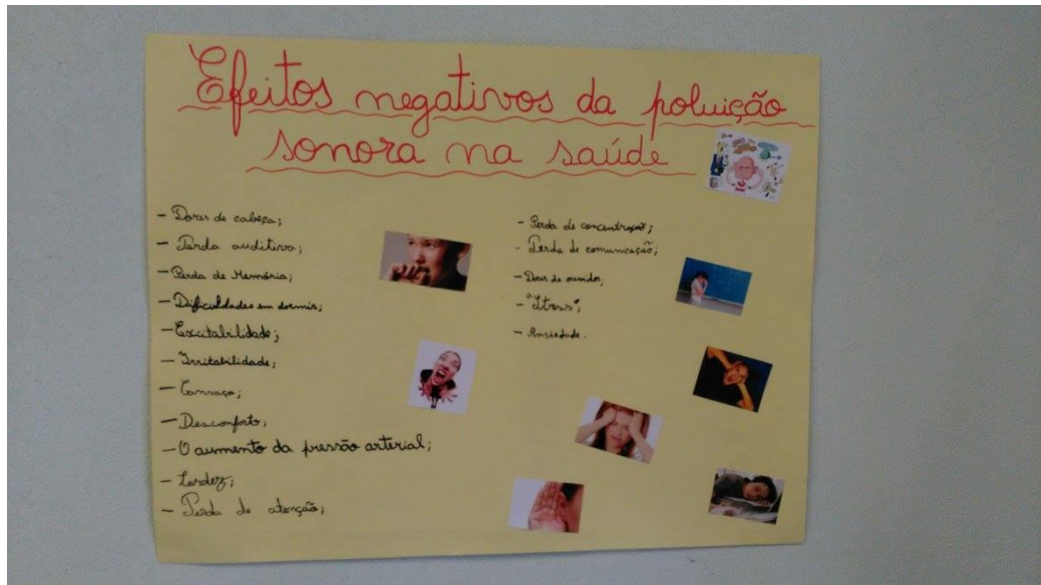 Efeitos negativos da poluição
sonora na saúde
- Dores de cabeça;
- Perda auditiva;
- Perda de Memória;
- Dificuldades em dormir;
- Excitabilidade;
- Irritabilidade;
- Cansaço;
- Desconforto;
- O aumento da pressão arterial;
- Surdez;
- Perda de atenção;
- Perda de concentração;
- Perda de comunicação;
- Dores de ouvidos;
- "Stress";
- Ansiedade.